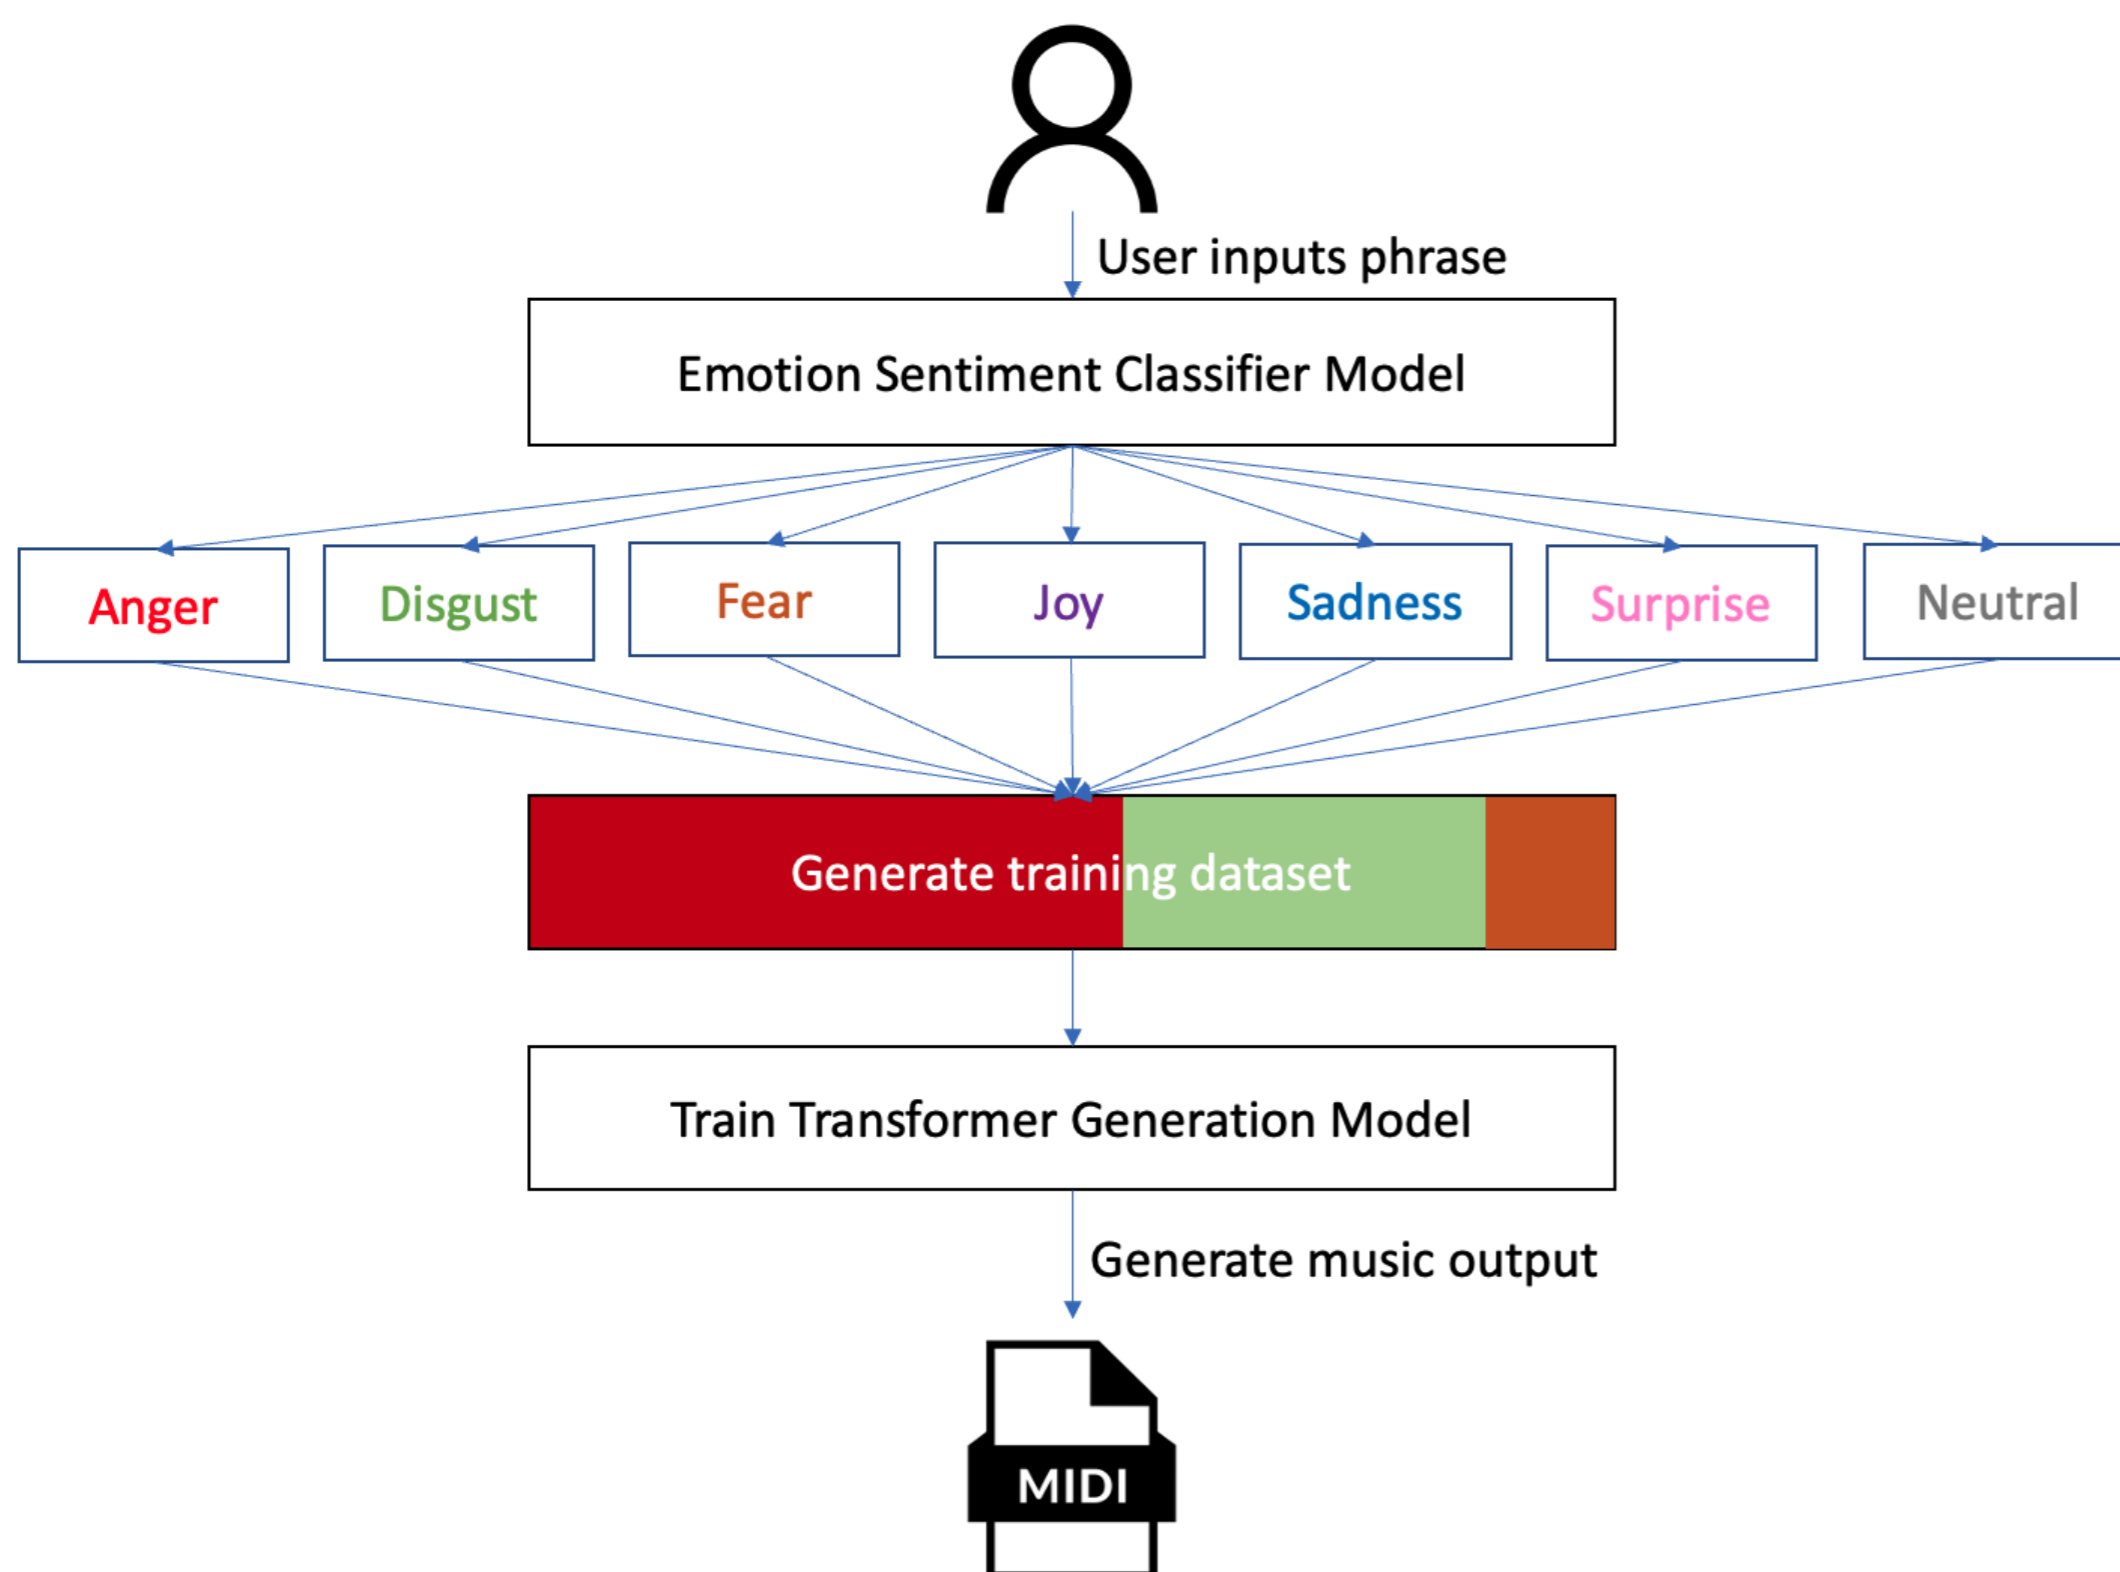 User inputs phrase
Emotion Sentiment Classifier Model
Anger
Disgust
Fear
Joy
Sadness
Surprise
Neutral
Generate training dataset
Train Transformer Generation Model
Generate music output
MIDI